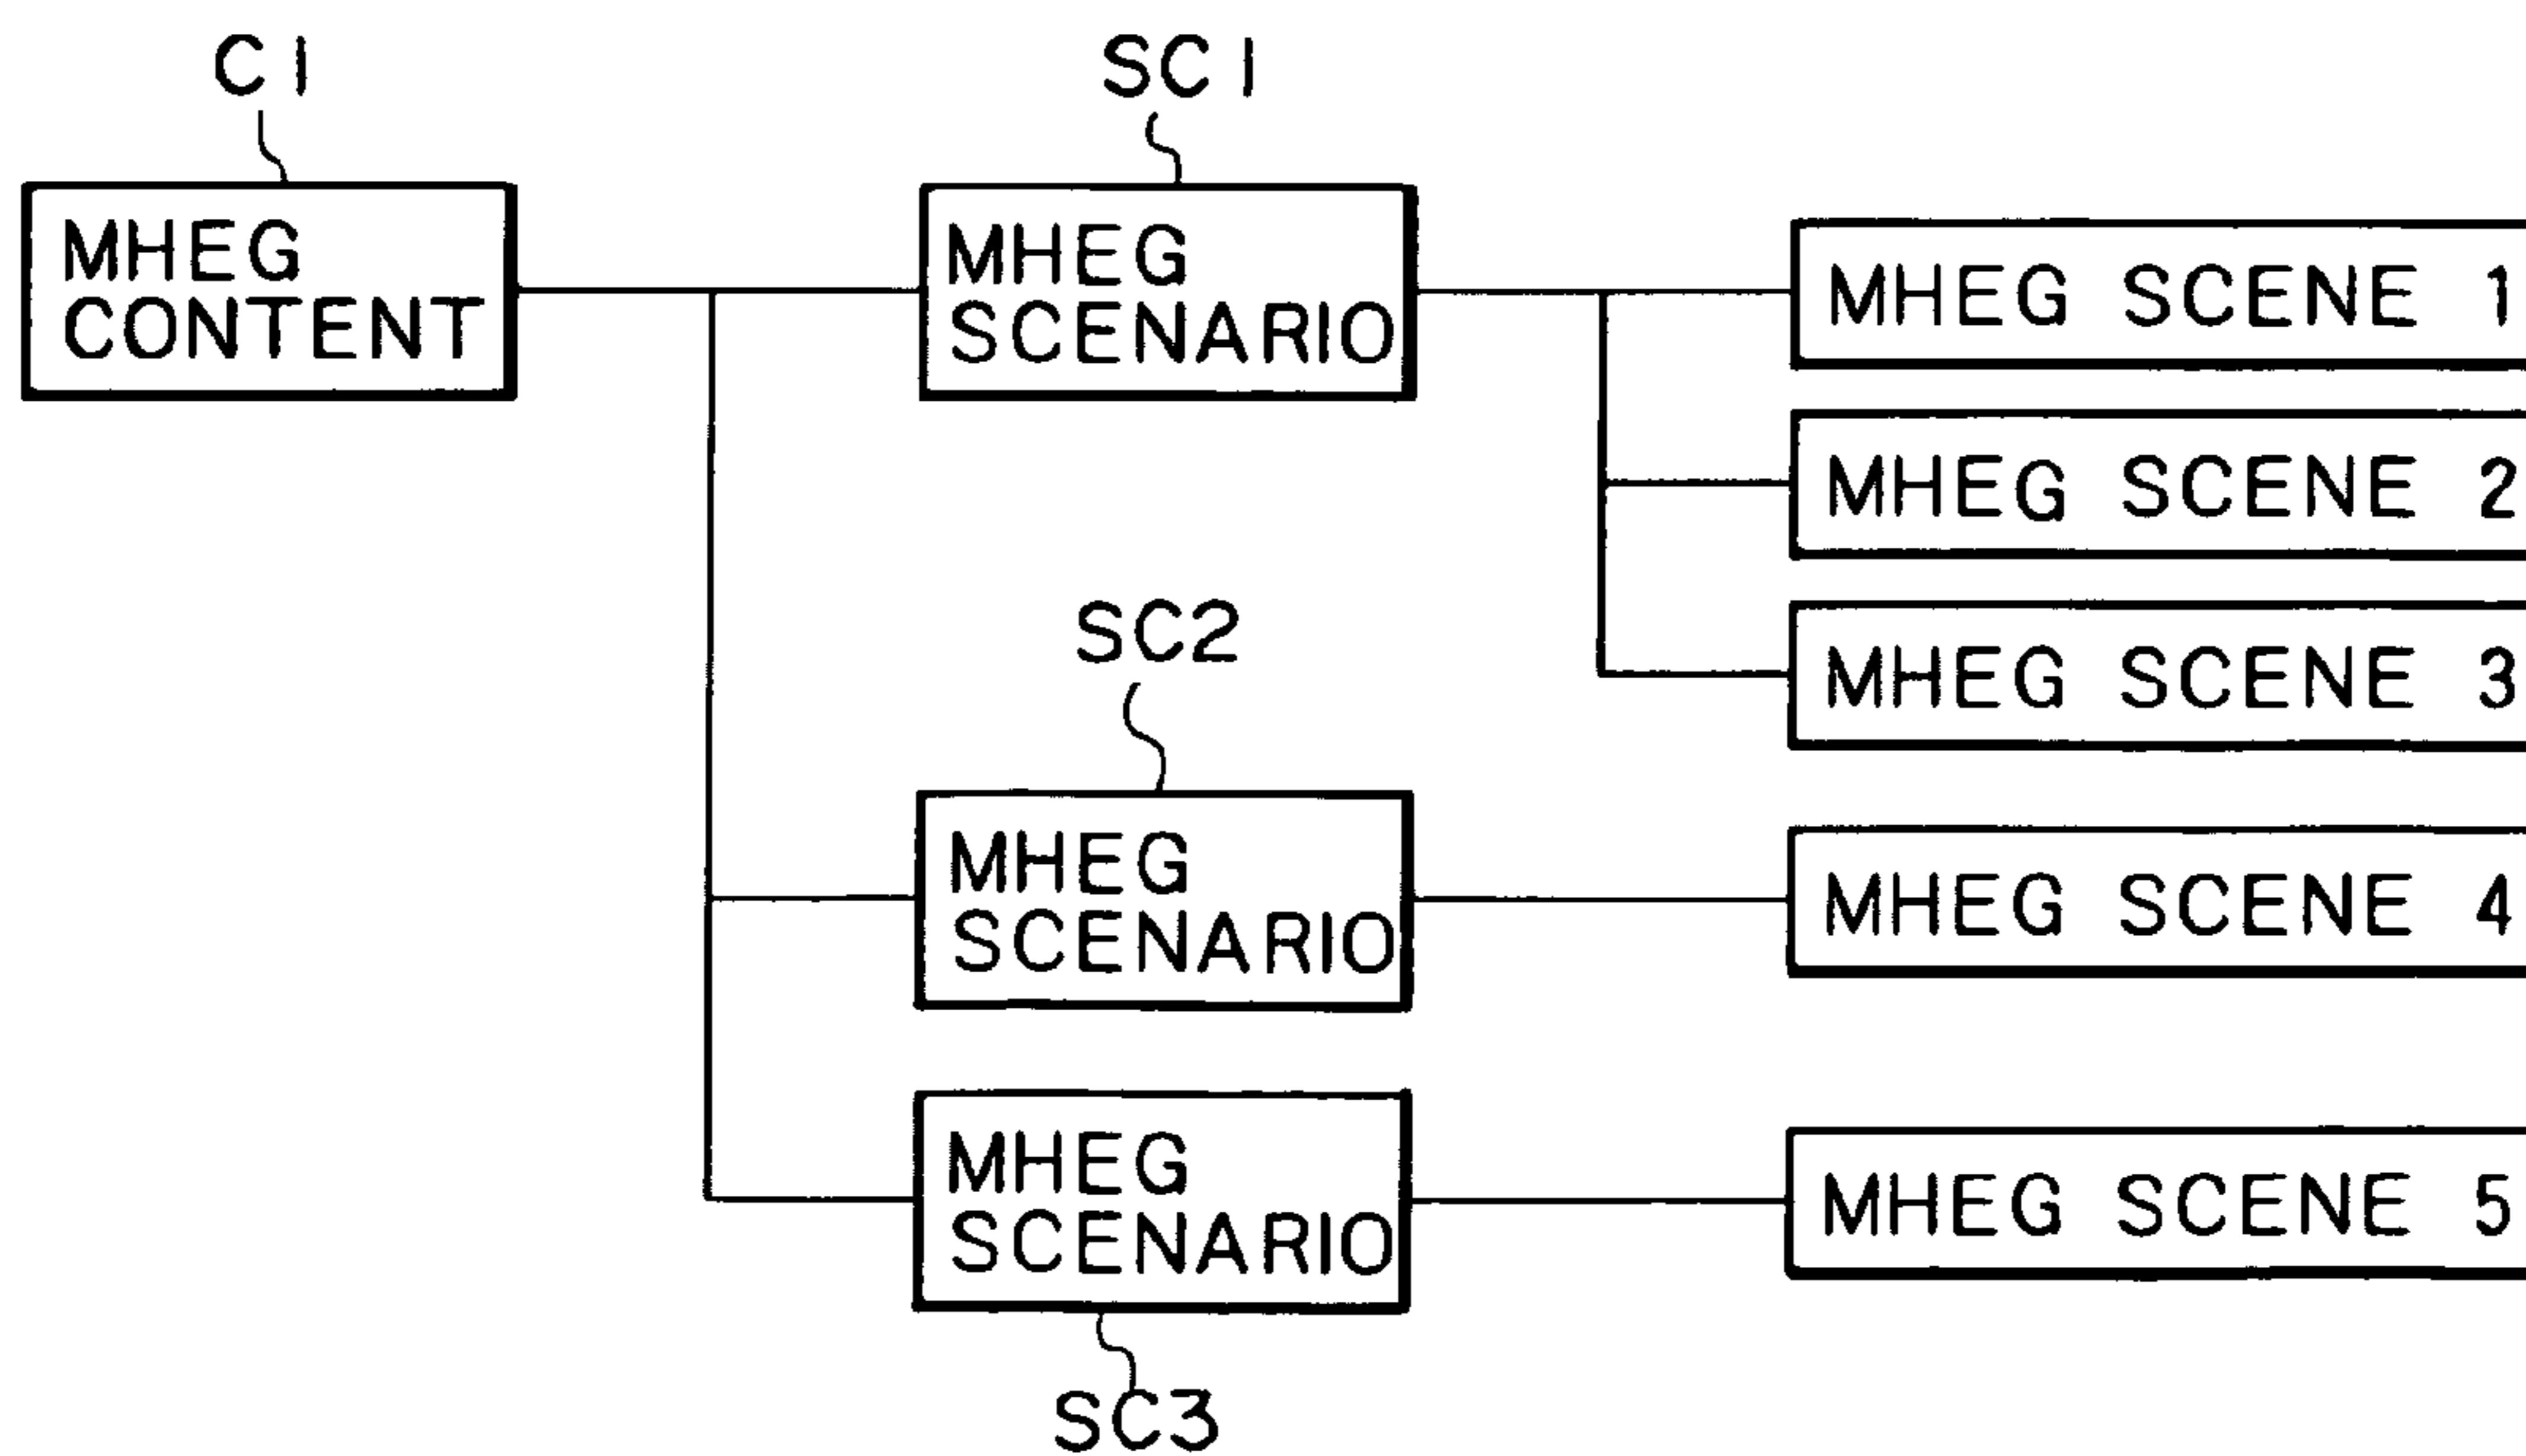 C1
MHEG
CONTENT
SC1
MHEG
SCENARIO
MHEG SCENE 1
MHEG SCENE 2
MHEG SCENE 3
SC2
MHEG
SCENARIO
MHEG SCENE 4
MHEG
SCENARIO
MHEG SCENE 5
SC3